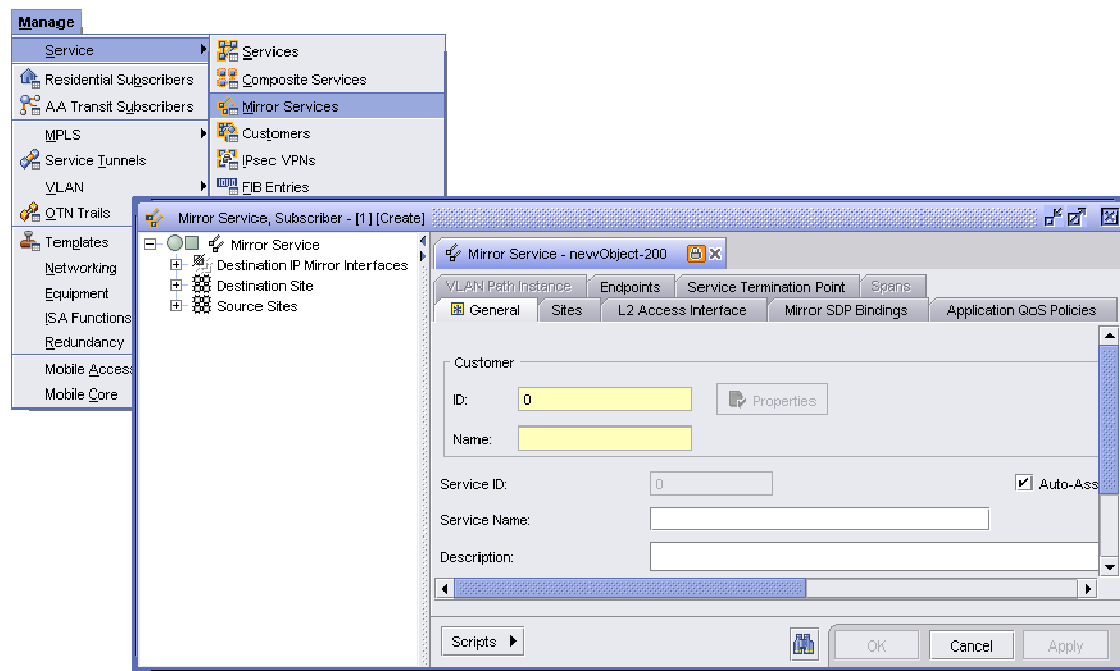 Manage
Service
Services
Residential Subscribers
Composite Services
AA Transit Subscribers
Mirror Services
MPLS
Customers
Service Tunnels
IPsec VPNs
VLAN
FIB Entries
OTN Trails
Mirror Service, Subscriber - [1] [Create]
Templates
Networking
Equipment
ISA Functions
Redundancy
Mobile Access
Mobile Core
Mirror Service
Destination IP Mirror Interfaces
Destination Site
Source Sites
Mirror Service - newObject-200
VLAN Path Instance
Endpoints
Service Termination Point
Spans
General
Sites
L2 Access Interface
Mirror SDP Bindings
Application QoS Policies
Customer
ID:
0
Properties
Name:
Service ID:
0
Auto-Ass
Service Name:
Description:
Scripts
OK
Cancel
Apply